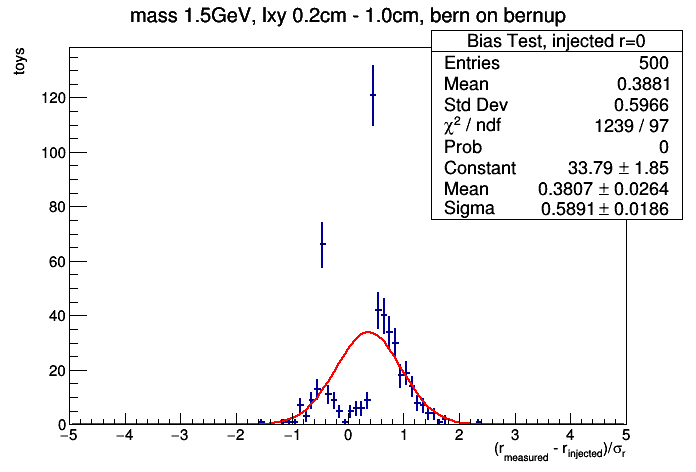 mass 1.5GeV, lxy 0.2cm - 1.0cm, bern on bernup
Bias Test, injected r=0
Entries 500
Mean 0.3881
Std Dev 0.5966
χ² / ndf 1239 / 97
Prob 0
Constant 33.79 ± 1.85
Mean 0.3807 ± 0.0264
Sigma 0.5891 ± 0.0186
toys
120
100
80
60
40
20
0
−5 −4 −3 −2 −1 0 1 2 3 4 5
(r_measured - r_injected)/σ_r